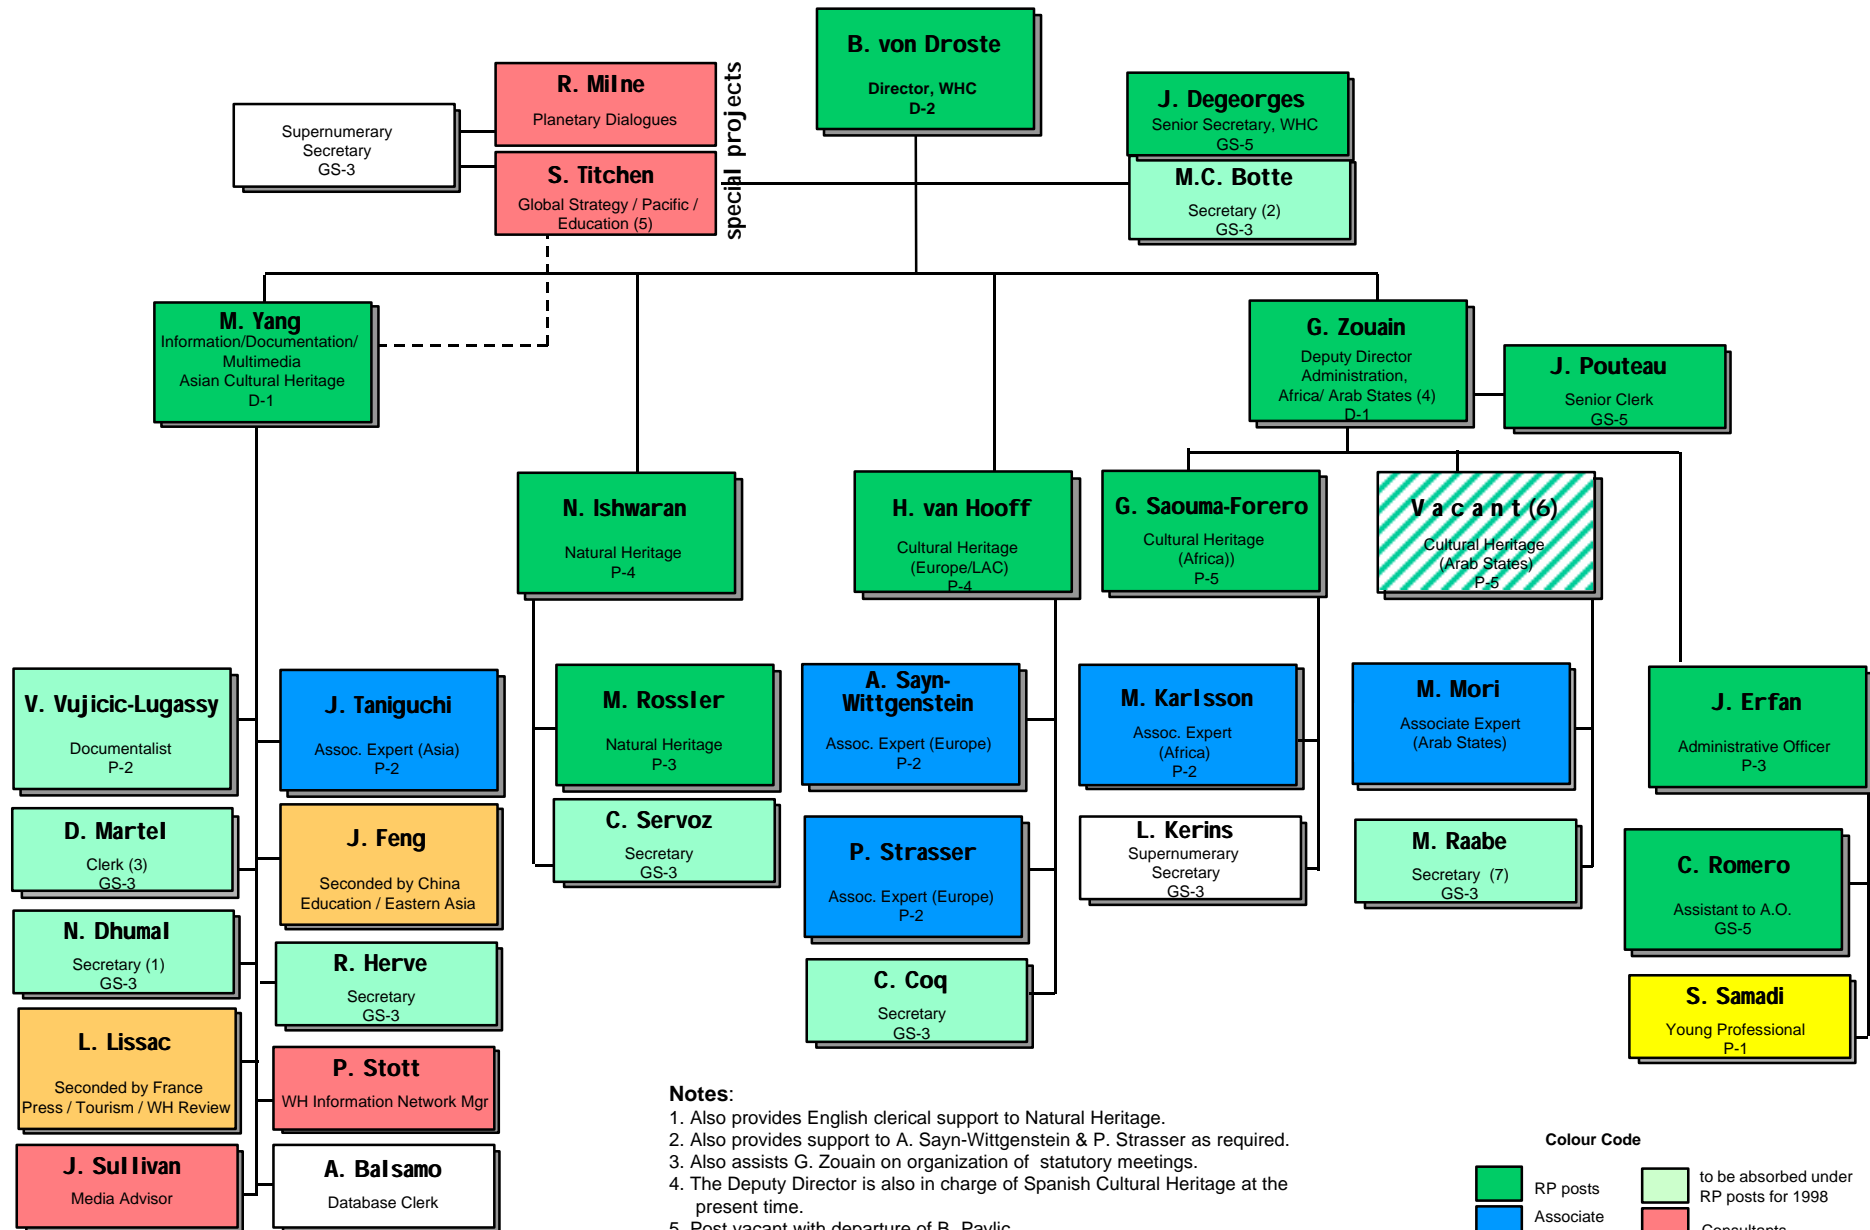 B. von Droste
Director, WHC
D-2
R. Milne
Planetary Dialogues
special projects
J. Degeorges
Senior Secretary, WHC
GS-5
Supernumerary
Secretary
GS-3
S. Titchen
Global Strategy / Pacific /
Education (5)
M.C. Botte
Secretary (2)
GS-3
M. Yang
Information/Documentation/
Multimedia
Asian Cultural Heritage
D-1
G. Zouain
Deputy Director
Administration,
Africa/ Arab States (4)
D-1
J. Pouteau
Senior Clerk
GS-5
N. Ishwaran
Natural Heritage
P-4
H. van Hooff
Cultural Heritage
(Europe/LAC)
P-4
G. Saouma-Forero
Cultural Heritage
(Africa))
P-5
Vacant (6)
Cultural Heritage
(Arab States)
P-5
V. Vujicic-Lugassy
Documentalist
P-2
J. Taniguchi
Assoc. Expert (Asia)
P-2
M. Rossler
Natural Heritage
P-3
A. Sayn-
Wittgenstein
Assoc. Expert (Europe)
P-2
M. Karlsson
Assoc. Expert
(Africa)
P-2
M. Mori
Associate Expert
(Arab States)
J. Erfan
Administrative Officer
P-3
D. Martel
Clerk (3)
GS-3
J. Feng
Seconded by China
Education / Eastern Asia
C. Servoz
Secretary
GS-3
P. Strasser
Assoc. Expert (Europe)
P-2
L. Kerins
Supernumerary
Secretary
GS-3
M. Raabe
Secretary (7)
GS-3
C. Romero
Assistant to A.O.
GS-5
N. Dhumal
Secretary (1)
GS-3
R. Herve
Secretary
GS-3
C. Coq
Secretary
GS-3
S. Samadi
Young Professional
P-1
L. Lissac
Seconded by France
Press / Tourism / WH Review
P. Stott
WH Information Network Mgr
J. Sullivan
Media Advisor
A. Balsamo
Database Clerk
Notes:
1. Also provides English clerical support to Natural Heritage.
2. Also provides support to A. Sayn-Wittgenstein & P. Strasser as required.
3. Also assists G. Zouain on organization of statutory meetings.
4. The Deputy Director is also in charge of Spanish Cultural Heritage at the
present time.
5. Post vacant with departure of B. Pavlic
Colour Code
RP posts
to be absorbed under
RP posts for 1998
Associate
Consultants